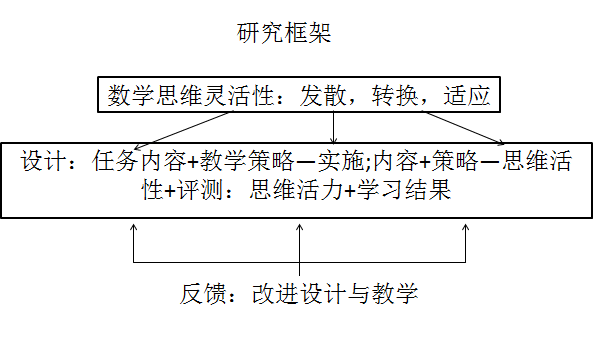 研究框架
数学思维灵活性：发散，转换，适应
设计：任务内容+教学策略—实施;内容+策略—思维活
性+评测：思维活力+学习结果
反馈：改进设计与教学